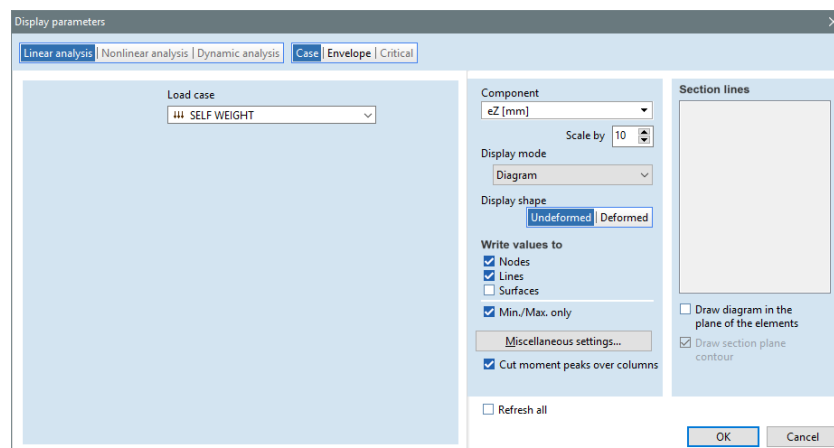 Display parameters
Linear analysis | Nonlinear analysis | Dynamic analysis
Case | Envelope | Critical
Load case
SELF WEIGHT
Component
eZ [mm]
Scale by 10
Display mode
Diagram
Display shape
Undeformed | Deformed
Write values to
Nodes
Lines
Surfaces
Min./Max. only
Miscellaneous settings...
Cut moment peaks over columns
Refresh all
Section lines
Draw diagram in the
plane of the elements
Draw section plane
contour
OK
Cancel